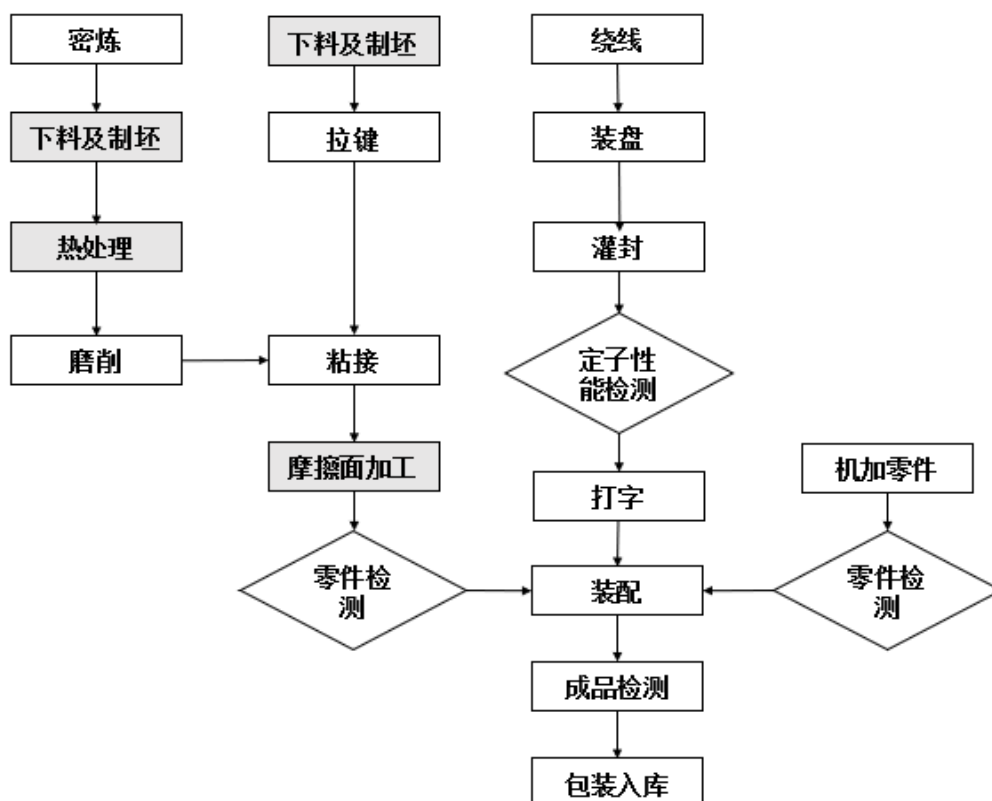 密炼
下料及制坯
绕线
下料及制坯
拉键
装盘
热处理
灌封
磨削
粘接
定子性
能检测
摩擦面加工
机加零件
打字
零件检
测
装配
零件检
测
成品检测
包装入库